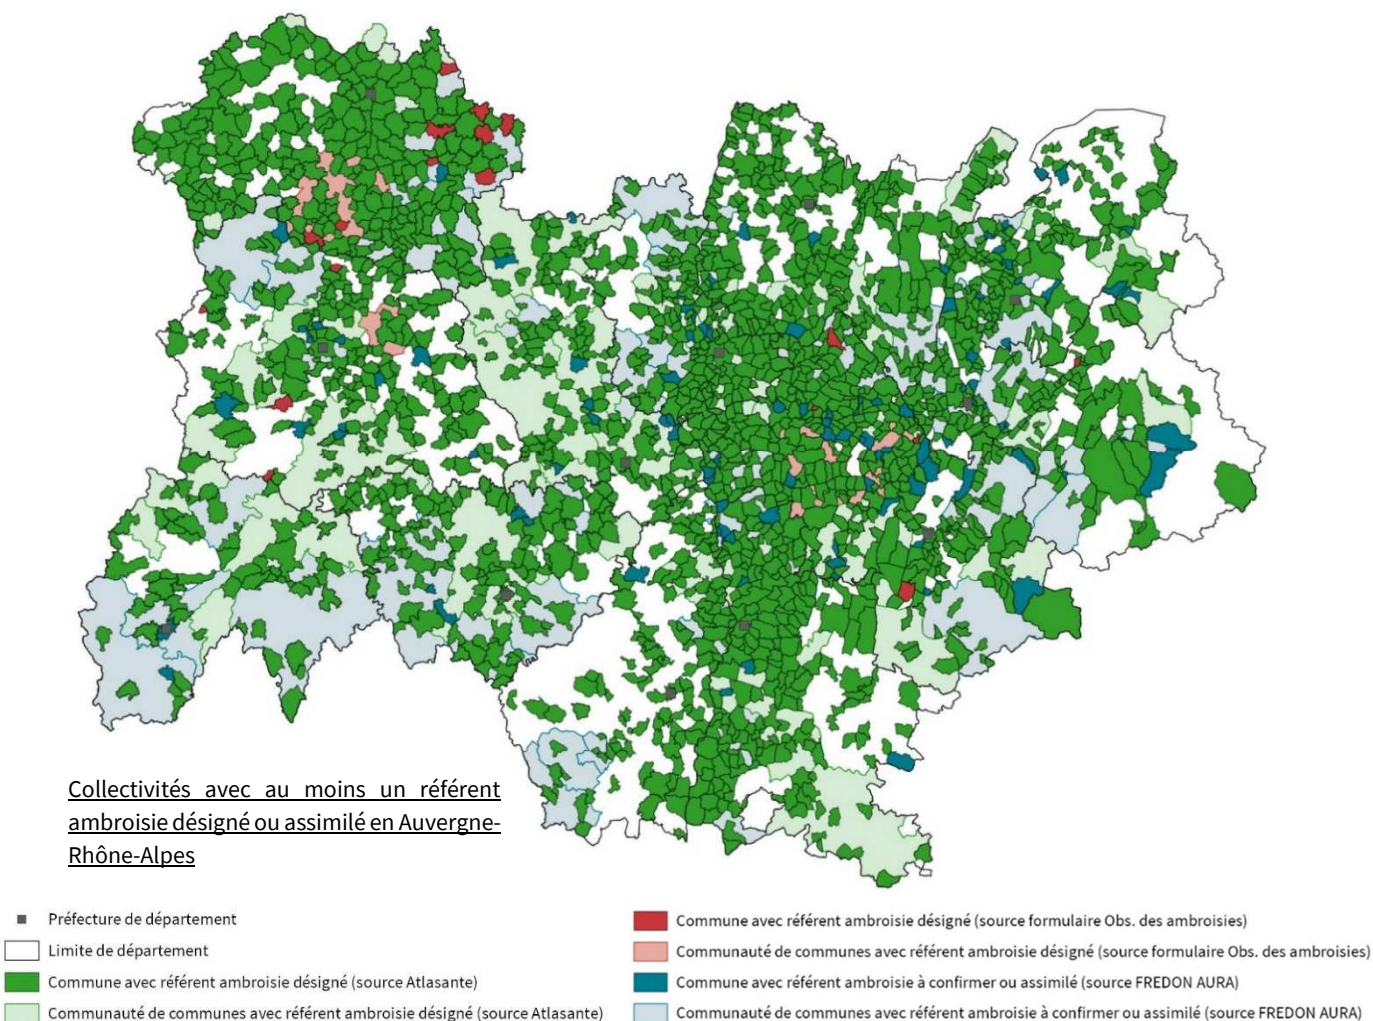 Collectivités avec au moins un référent
ambroisie désigné ou assimilé en Auvergne-
Rhône-Alpes
Préfecture de département
Limite de département
Commune avec référent ambroisie désigné (source Atlasante)
Communauté de communes avec référent ambroisie désigné (source Atlasante)
Commune avec référent ambroisie désigné (source formulaire Obs. des ambroisies)
Communauté de communes avec référent ambroisie désigné (source formulaire Obs. des ambroisies)
Commune avec référent ambroisie à confirmer ou assimilé (source FREDON AURA)
Communauté de communes avec référent ambroisie à confirmer ou assimilé (source FREDON AURA)